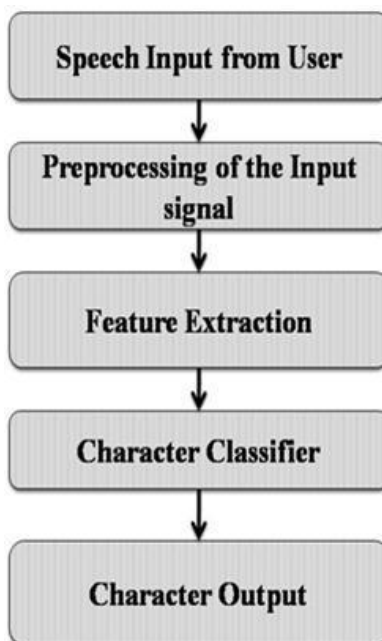 Speech Input from User
Preprocessing of the Input
signal
Feature Extraction
Character Classifier
Character Output